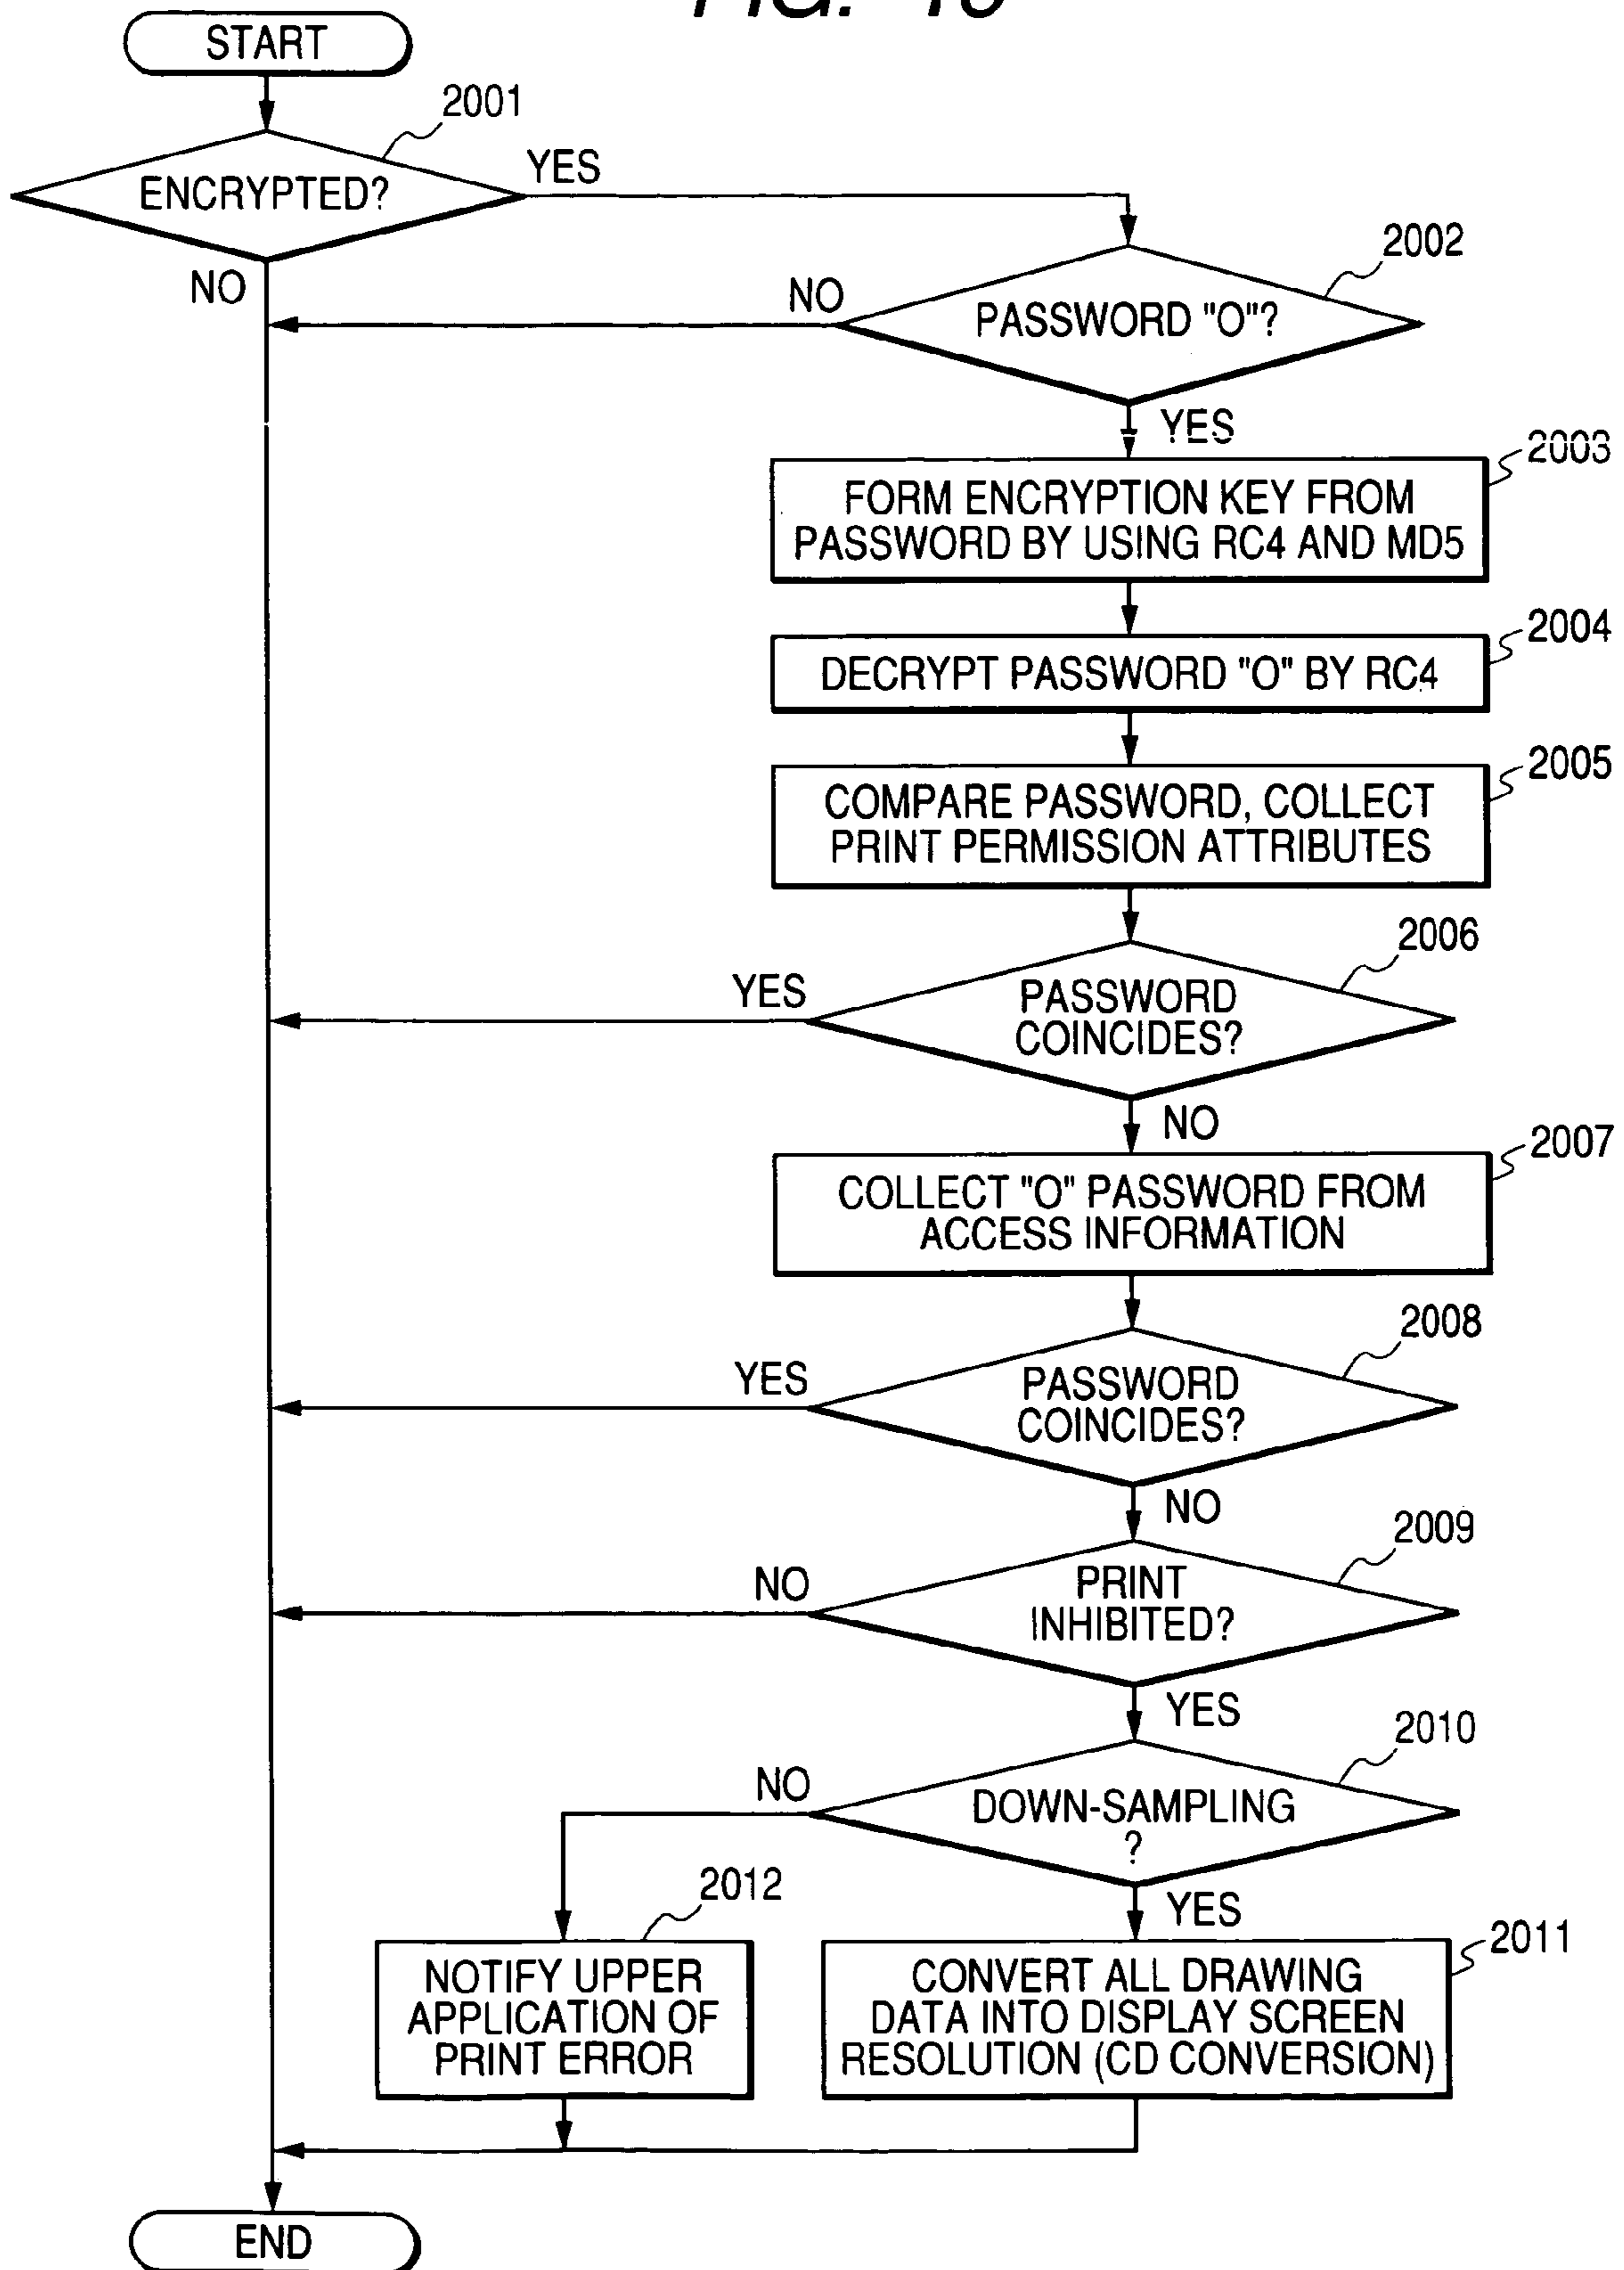 START
2001
ENCRYPTED?
YES
NO
2002
NO
PASSWORD "O"?
YES
2003
FORM ENCRYPTION KEY FROM
PASSWORD BY USING RC4 AND MD5
2004
DECRYPT PASSWORD "O" BY RC4
2005
COMPARE PASSWORD, COLLECT
PRINT PERMISSION ATTRIBUTES
2006
YES
PASSWORD
COINCIDES?
NO
2007
COLLECT "O" PASSWORD FROM
ACCESS INFORMATION
2008
YES
PASSWORD
COINCIDES?
NO
2009
NO
PRINT
INHIBITED?
YES
2010
NO
DOWN-SAMPLING
?
YES
2012
NOTIFY UPPER
APPLICATION OF
PRINT ERROR
2011
CONVERT ALL DRAWING
DATA INTO DISPLAY SCREEN
RESOLUTION (CD CONVERSION)
END